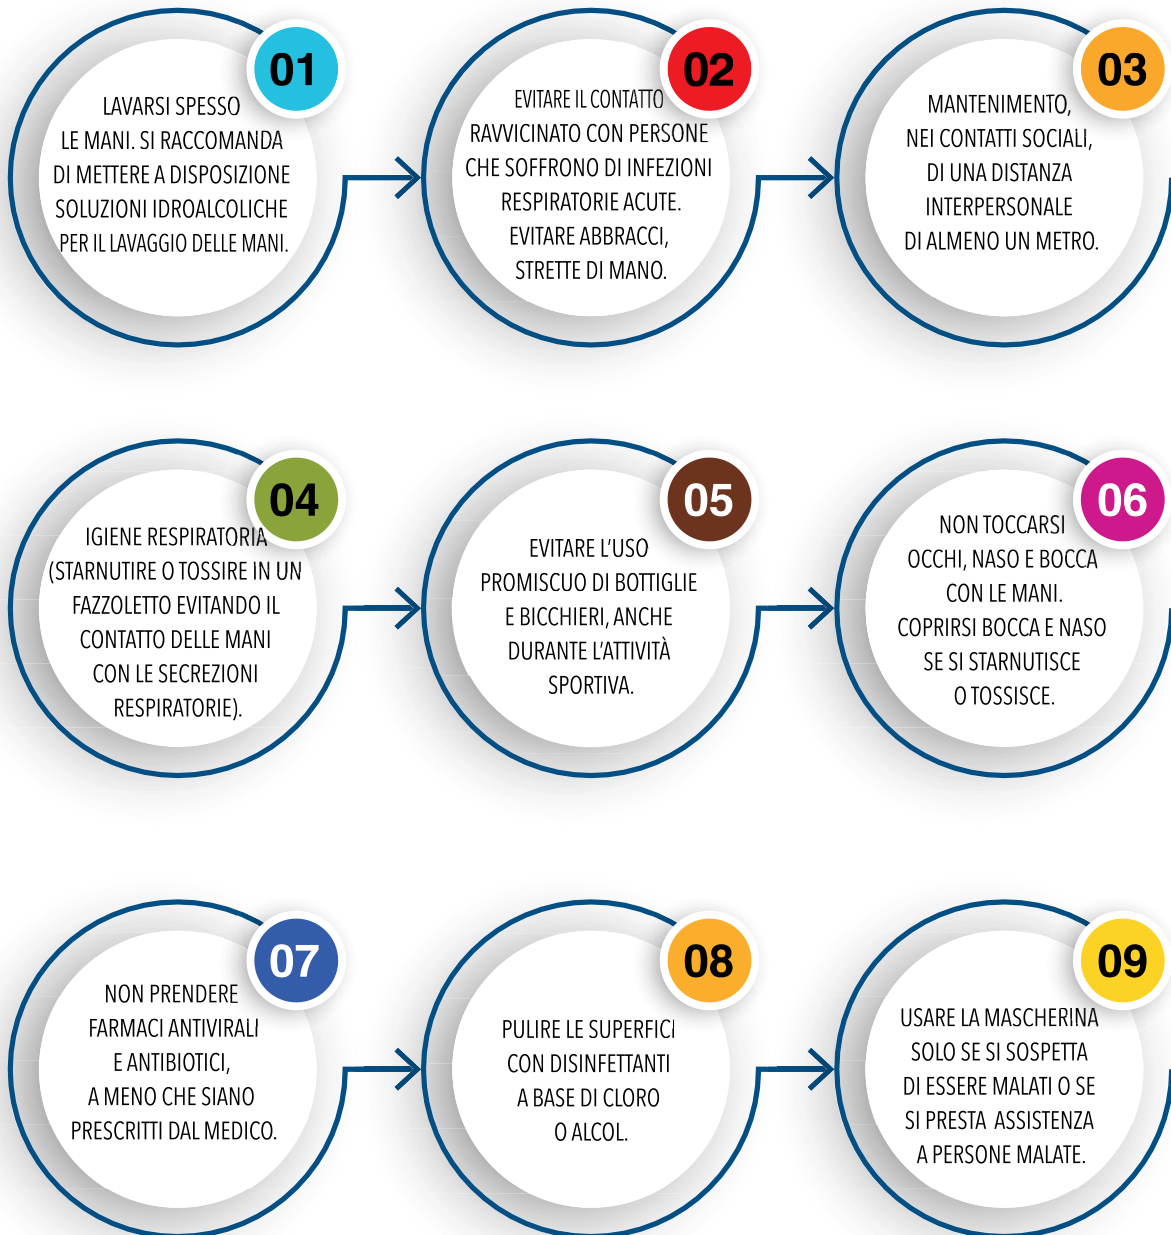 01
LAVARSI SPESSO
LE MANI. SI RACCOMANDA
DI METTERE A DISPOSIZIONE
SOLUZIONI IDROALCOLICHE
PER IL LAVAGGIO DELLE MANI.
02
EVITARE IL CONTATTO
RAVVICINATO CON PERSONE
CHE SOFFRONO DI INFEZIONI
RESPIRATORIE ACUTE.
EVITARE ABBRACCI,
STRETTE DI MANO.
03
MANTENIMENTO,
NEI CONTATTI SOCIALI,
DI UNA DISTANZA
INTERPERSONALE
DI ALMENO UN METRO.
04
IGIENE RESPIRATORIA
(STARNUTIRE O TOSSIRE IN UN
FAZZOLETTO EVITANDO IL
CONTATTO DELLE MANI
CON LE SECREZIONI
RESPIRATORIE).
05
EVITARE L'USO
PROMISCUO DI BOTTIGLIE
E BICCHIERI, ANCHE
DURANTE L'ATTIVITÀ
SPORTIVA.
06
NON TOCCARSI
OCCHI, NASO E BOCCA
CON LE MANI.
COPRIRSI BOCCA E NASO
SE SI STARNUTISCE
O TOSSISCE.
07
NON PRENDERE
FARMACI ANTIVIRALI
E ANTIBIOTICI,
A MENO CHE SIANO
PRESCRITTI DAL MEDICO.
08
PULIRE LE SUPERFICI
CON DISINFETTANTI
A BASE DI CLORO
O ALCOL.
09
USARE LA MASCHERINA
SOLO SE SI SOSPETTA
DI ESSERE MALATI O SE
SI PRESTA ASSISTENZA
A PERSONE MALATE.